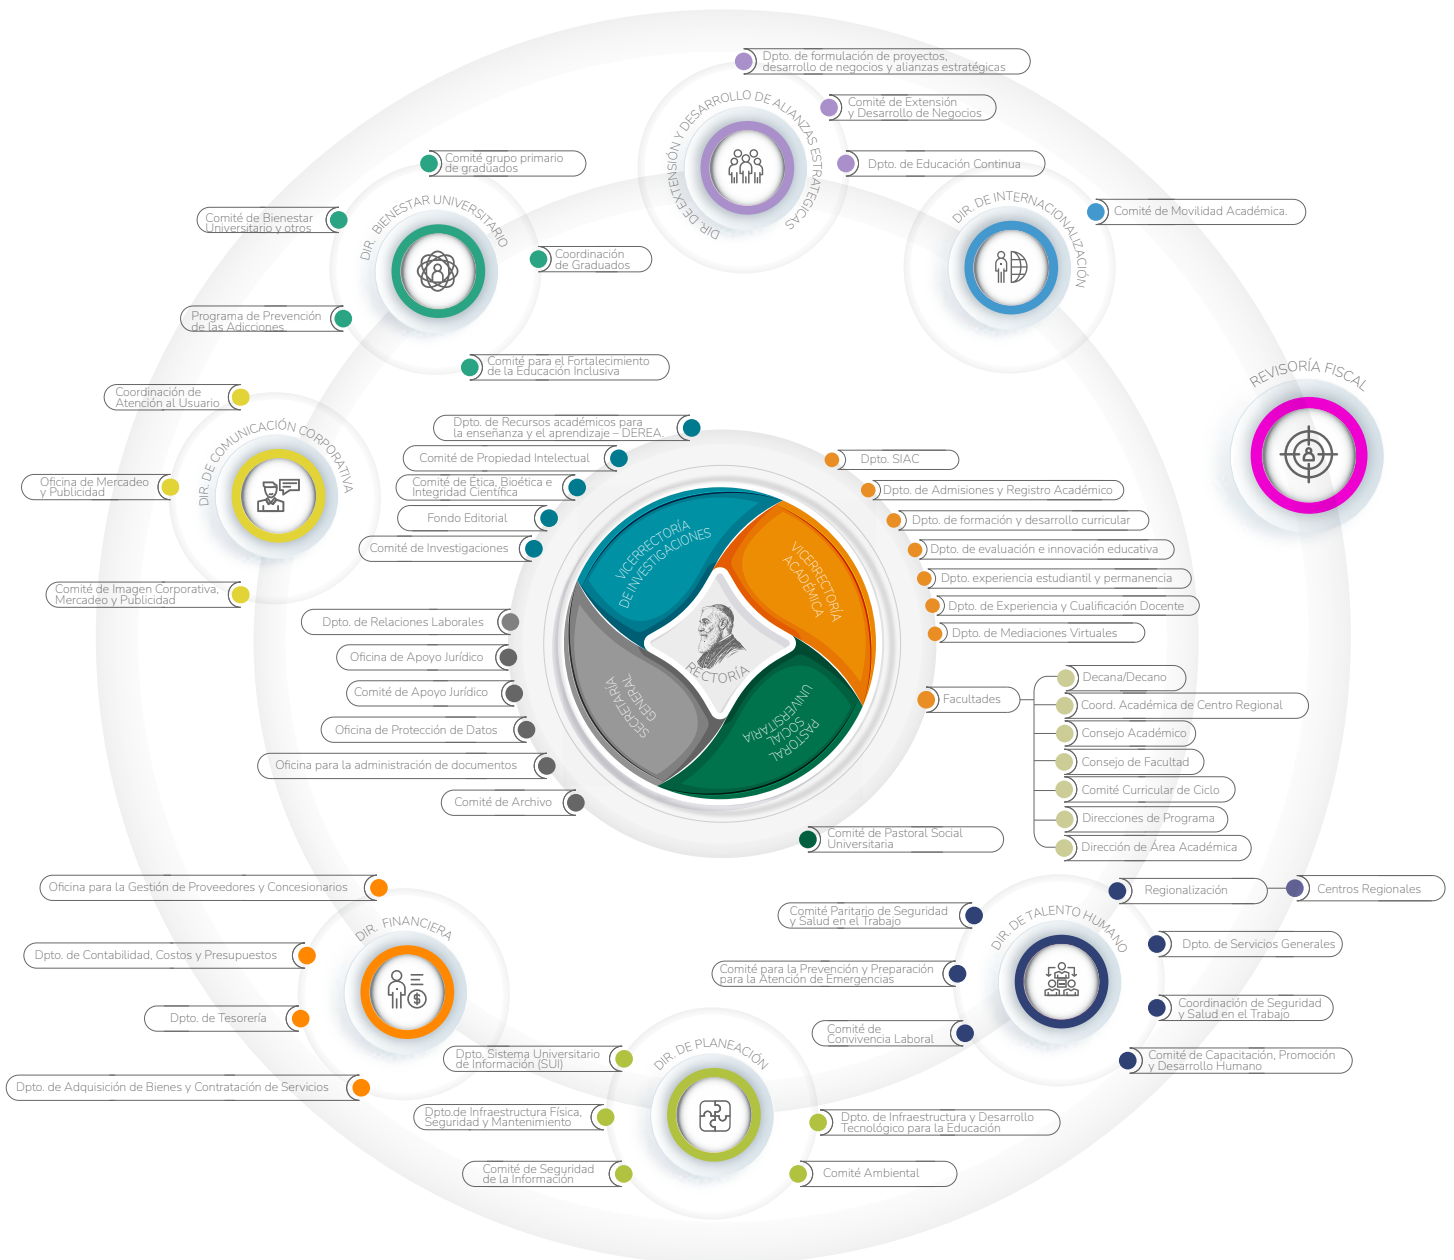 Dpto. de formulación de proyectos,
desarrollo de negocios y alianzas estratégicas
Comité de Extensión
y Desarrollo de Negocios
Dpto. de Educación Continua
DIR. DE EXTENSIÓN Y DESARROLLO DE ALIANZAS ESTRATEGICAS
Comité grupo primario
de graduados
Comité de Bienestar
Universitario y otros
DIR. BIENESTAR UNIVERSITARIO
Coordinación
de Graduados
Programa de Prevención
de las Adicciones
Comité para el Fortalecimiento
de la Educación Inclusiva
DIR. DE INTERNACIONALIZACIÓN
Comité de Movilidad Académica.
REVISORÍA FISCAL
Coordinación de
Atención al Usuario
DIR. DE COMUNICACIÓN CORPORATIVA
Oficina de Mercadeo
y Publicidad
Comité de Imagen Corporativa,
Mercadeo y Publicidad
Dpto. de Recursos académicos para
la enseñanza y el aprendizaje – DEREA.
Comité de Propiedad Intelectual
Comité de Ética, Bioética e
Integridad Científica
Fondo Editorial
Comité de Investigaciones
Dpto. SIAC
Dpto. de Admisiones y Registro Académico
Dpto. de formación y desarrollo curricular
Dpto. de evaluación e innovación educativa
Dpto. experiencia estudiantil y permanencia
Dpto. de Experiencia y Cualificación Docente
Dpto. de Mediaciones Virtuales
Facultades
Decana/Decano
Coord. Académica de Centro Regional
Consejo Académico
Consejo de Facultad
Comité Curricular de Ciclo
Direcciones de Programa
Dirección de Área Académica
VICERRECTORÍA
DE INVESTIGACIONES
VICERRECTORÍA
ACADÉMICA
RECTORÍA
SECRETARÍA
GENERAL
PASTORAL
SOCIAL
UNIVERSITARIA
Dpto. de Relaciones Laborales
Oficina de Apoyo Jurídico
Comité de Apoyo Jurídico
Oficina de Protección de Datos
Oficina para la administración de documentos
Comité de Archivo
Comité de Pastoral Social
Universitaria
Oficina para la Gestión de Proveedores y Concesionarios
DIR. FINANCIERA
Dpto. de Contabilidad, Costos y Presupuestos
Dpto. de Tesorería
Dpto. de Adquisición de Bienes y Contratación de Servicios
Regionalización
Centros Regionales
Comité Paritario de Seguridad
y Salud en el Trabajo
DIR. DE TALENTO HUMANO
Dpto. de Servicios Generales
Comité para la Prevención y Preparación
para la Atención de Emergencias
Coordinación de Seguridad
y Salud en el Trabajo
Comité de
Convivencia Laboral
Comité de Capacitación, Promoción
y Desarrollo Humano
DIR. DE PLANEACIÓN
Dpto. Sistema Universitario
de Información (SUI)
Dpto.de Infraestructura Física,
Seguridad y Mantenimiento
Comité de Seguridad
de la Información
Dpto. de Infraestructura y Desarrollo
Tecnológico para la Educación
Comité Ambiental